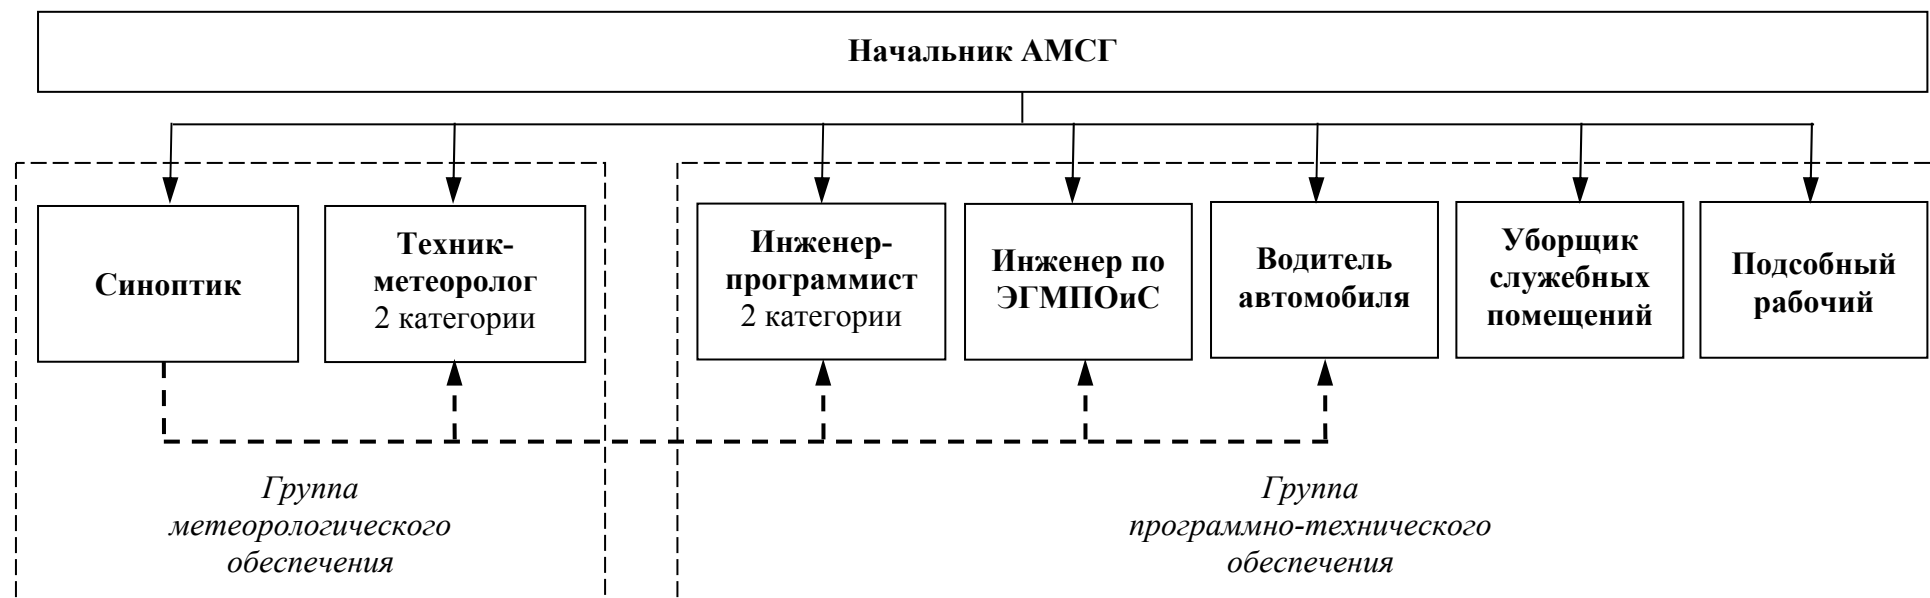 Начальник АМСГ
Синоптик
Техник-
метеоролог
2 категории
Инженер-
программист
2 категории
Инженер по
ЭГМПОиС
Водитель
автомобиля
Уборщик
служебных
помещений
Подсобный
рабочий
Группа
метеорологического
обеспечения
Группа
программно-технического
обеспечения